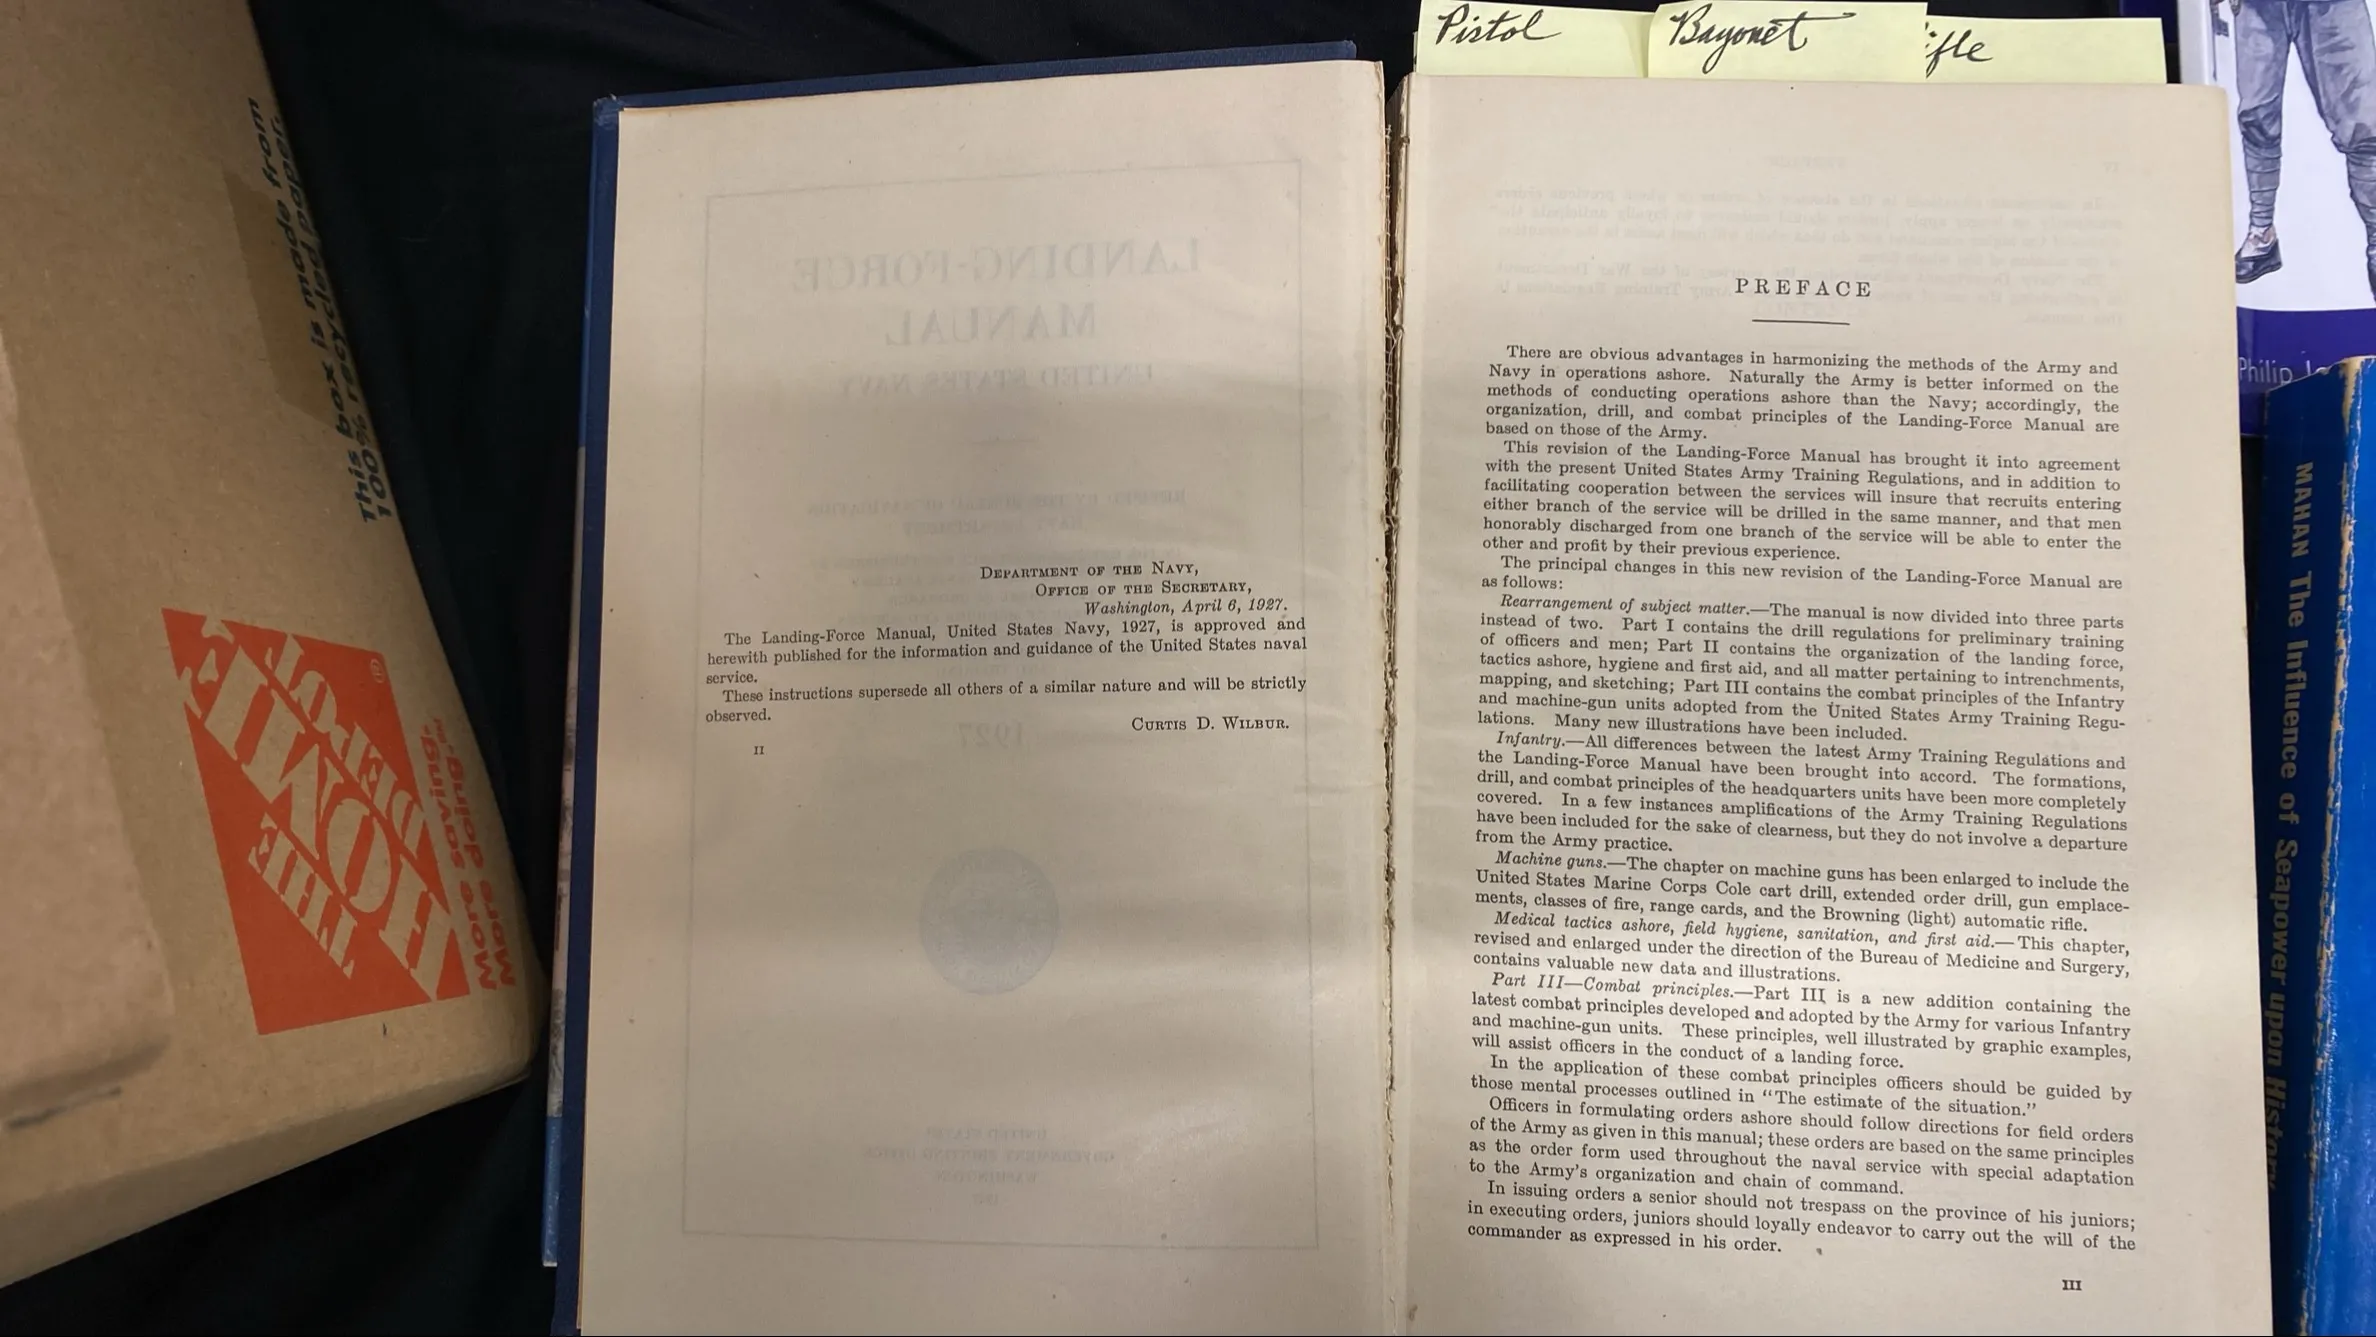 This box is made from
100% recycled paper.
THE
HOME
DEPOT
®
More saving.
More doing.
Pistol
Bayonet
ifle
LANDING-FORCE
MANUAL
UNITED STATES NAVY
DEPARTMENT OF THE NAVY,
OFFICE OF THE SECRETARY,
Washington, April 6, 1927.
The Landing-Force Manual, United States Navy, 1927, is approved and
herewith published for the information and guidance of the United States naval
service.
These instructions supersede all others of a similar nature and will be strictly
observed.
CURTIS D. WILBUR.
II
1927
UNITED STATES
GOVERNMENT PRINTING OFFICE
WASHINGTON
PREFACE
There are obvious advantages in harmonizing the methods of the Army and
Navy in operations ashore. Naturally the Army is better informed on the
methods of conducting operations ashore than the Navy; accordingly, the
organization, drill, and combat principles of the Landing-Force Manual are
based on those of the Army.
This revision of the Landing-Force Manual has brought it into agreement
with the present United States Army Training Regulations, and in addition to
facilitating cooperation between the services will insure that recruits entering
either branch of the service will be drilled in the same manner, and that men
honorably discharged from one branch of the service will be able to enter the
other and profit by their previous experience.
The principal changes in this new revision of the Landing-Force Manual are
as follows:
Rearrangement of subject matter.—The manual is now divided into three parts
instead of two. Part I contains the drill regulations for preliminary training
of officers and men; Part II contains the organization of the landing force,
tactics ashore, hygiene and first aid, and all matter pertaining to intrenchments,
mapping, and sketching; Part III contains the combat principles of the Infantry
and machine-gun units adopted from the United States Army Training Regu-
lations. Many new illustrations have been included.
Infantry.—All differences between the latest Army Training Regulations and
the Landing-Force Manual have been brought into accord. The formations,
drill, and combat principles of the headquarters units have been more completely
covered. In a few instances amplifications of the Army Training Regulations
have been included for the sake of clearness, but they do not involve a departure
from the Army practice.
Machine guns.—The chapter on machine guns has been enlarged to include the
United States Marine Corps Cole cart drill, extended order drill, gun emplace-
ments, classes of fire, range cards, and the Browning (light) automatic rifle.
Medical tactics ashore, field hygiene, sanitation, and first aid.—This chapter,
revised and enlarged under the direction of the Bureau of Medicine and Surgery,
contains valuable new data and illustrations.
Part III—Combat principles.—Part III is a new addition containing the
latest combat principles developed and adopted by the Army for various Infantry
and machine-gun units. These principles, well illustrated by graphic examples,
will assist officers in the conduct of a landing force.
In the application of these combat principles officers should be guided by
those mental processes outlined in "The estimate of the situation."
Officers in formulating orders ashore should follow directions for field orders
of the Army as given in this manual; these orders are based on the same principles
as the order form used throughout the naval service with special adaptation
to the Army's organization and chain of command.
In issuing orders a senior should not trespass on the province of his juniors;
in executing orders, juniors should loyally endeavor to carry out the will of the
commander as expressed in his order.
III
Philip
MAHAN The Influence of Seapower upon History